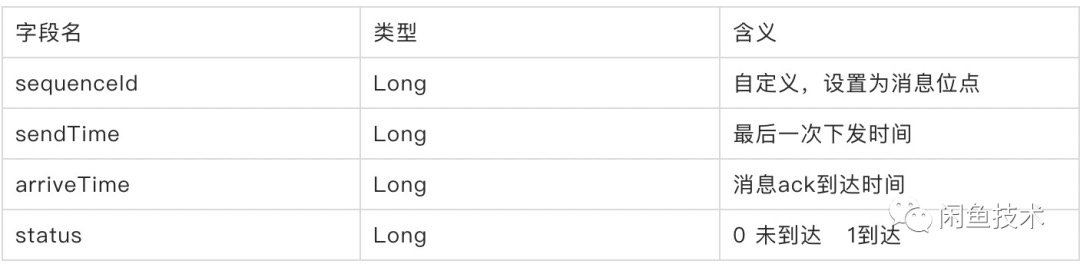 字段名 类型 含义
sequenceId Long 自定义，设置为消息位点
sendTime Long 最后一次下发时间
arriveTime Long 消息ack到达时间
status Long 0 未到达 1到达
闲鱼技术